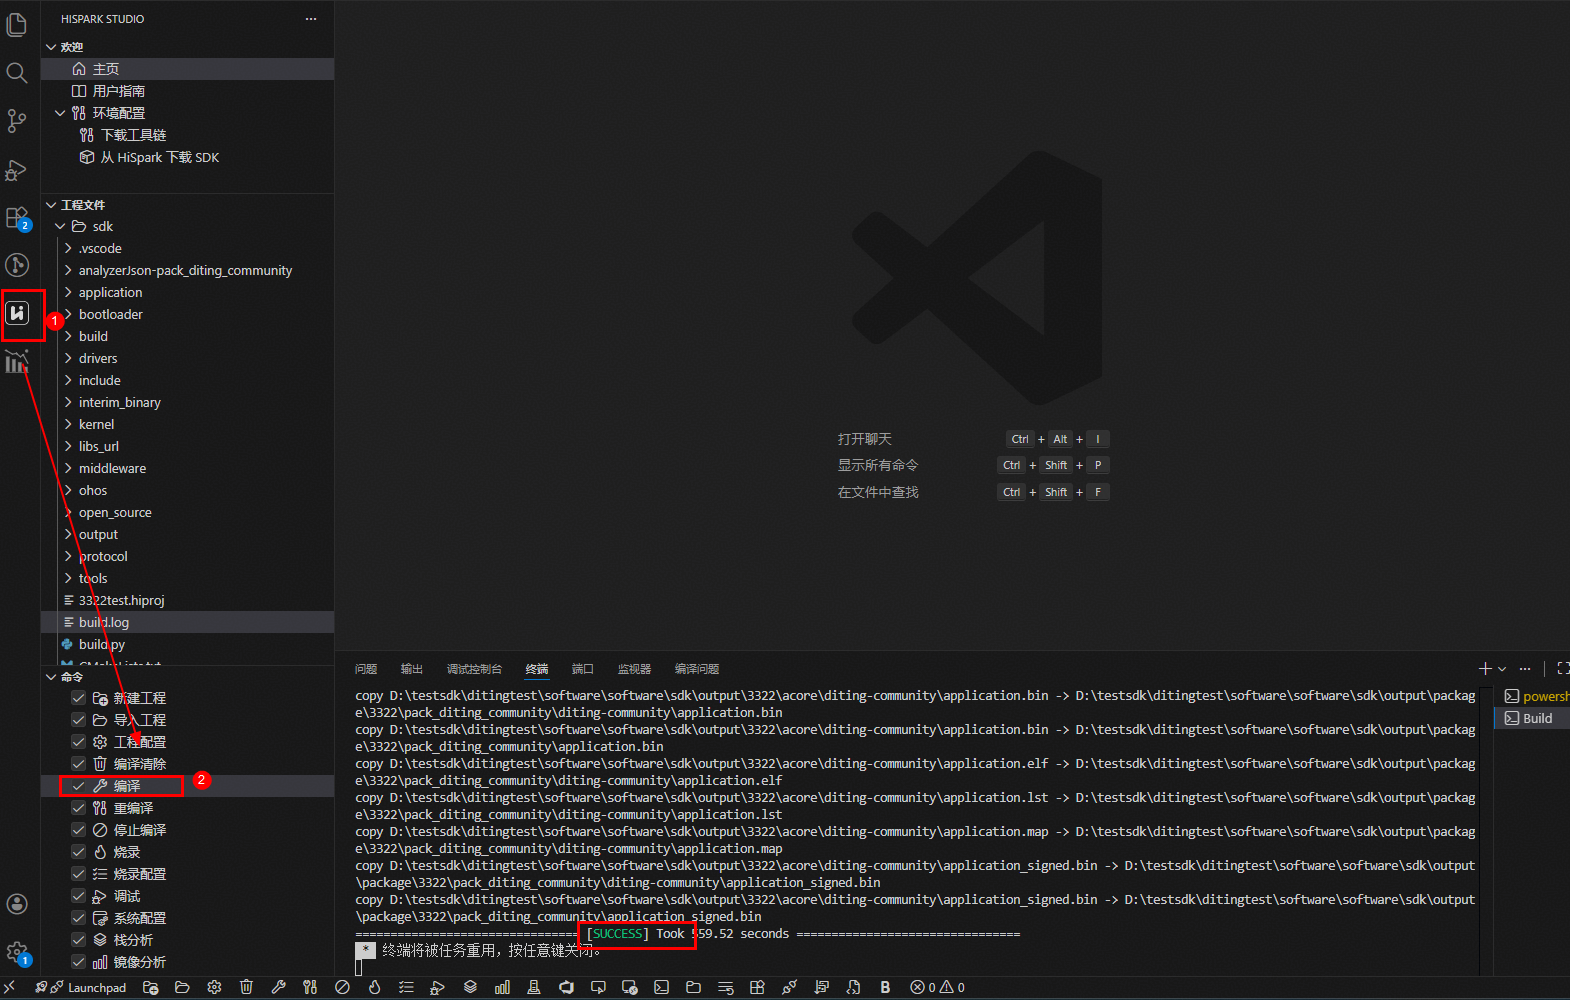 HISPARK STUDIO
欢迎
主页
用户指南
环境配置
下载工具链
从 HiSpark 下载 SDK
工程文件
sdk
.vscode
analyzerJson-pack_diting_community
application
bootloader
build
drivers
include
interim_binary
kernel
libs_url
middleware
ohos
open_source
output
protocol
tools
3322test.hiproj
build.log
build.py
命令
新建工程
导入工程
工程配置
编译清除
编译
重编译
停止编译
烧录
烧录配置
调试
系统配置
栈分析
镜像分析
1
2
2
1
打开聊天 Ctrl + Alt + I
显示所有命令 Ctrl + Shift + P
在文件中查找 Ctrl + Shift + F
问题 输出 调试控制台 终端 端口 监视器 编译问题
copy D:\testsdk\ditingtest\software\software\sdk\output\3322\acore\diting-community\application.bin -> D:\testsdk\ditingtest\software\software\sdk\output\packag
e\3322\pack_diting_community\diting-community\application.bin
copy D:\testsdk\ditingtest\software\software\sdk\output\3322\acore\diting-community\application.bin -> D:\testsdk\ditingtest\software\software\sdk\output\packag
e\3322\pack_diting_community\application.bin
copy D:\testsdk\ditingtest\software\software\sdk\output\3322\acore\diting-community\application.elf -> D:\testsdk\ditingtest\software\software\sdk\output\packag
e\3322\pack_diting_community\diting-community\application.elf
copy D:\testsdk\ditingtest\software\software\sdk\output\3322\acore\diting-community\application.lst -> D:\testsdk\ditingtest\software\software\sdk\output\packag
e\3322\pack_diting_community\diting-community\application.lst
copy D:\testsdk\ditingtest\software\software\sdk\output\3322\acore\diting-community\application.map -> D:\testsdk\ditingtest\software\software\sdk\output\packag
e\3322\pack_diting_community\diting-community\application.map
copy D:\testsdk\ditingtest\software\software\sdk\output\3322\acore\diting-community\application_signed.bin -> D:\testsdk\ditingtest\software\software\sdk\output
\package\3322\pack_diting_community\diting-community\application_signed.bin
copy D:\testsdk\ditingtest\software\software\sdk\output\3322\acore\diting-community\application_signed.bin -> D:\testsdk\ditingtest\software\software\sdk\output
\package\3322\pack_diting_community\application_signed.bin
================================ [SUCCESS] Took 559.52 seconds ================================
* 终端将被任务重用，按任意键关闭。
powersh
Build
Launchpad
B
0 0